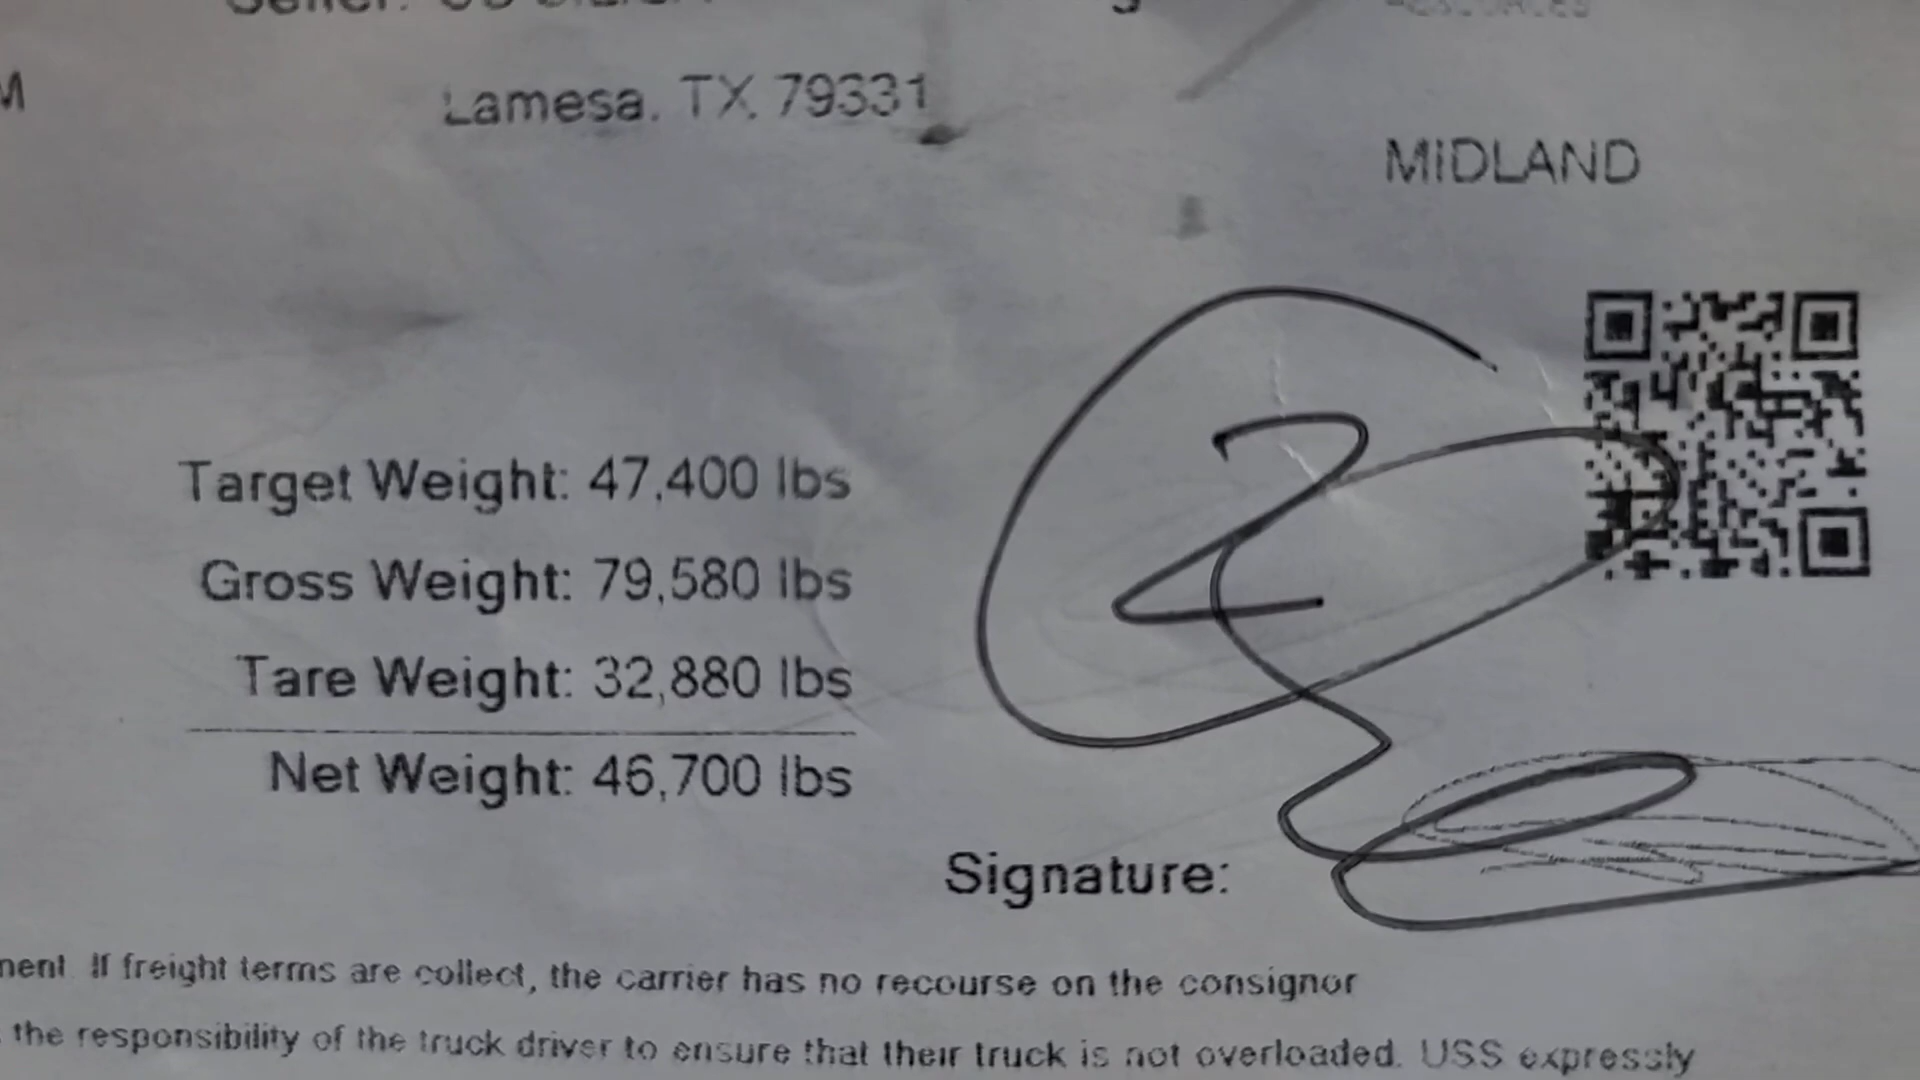 Lamesa, TX, 79331
MIDLAND
Target Weight: 47,400 lbs
Gross Weight: 79,580 lbs
Tare Weight: 32,880 lbs
Net Weight: 46,700 lbs
Signature:
If freight terms are collect, the carrier has no recourse on the consignor
the responsibility of the truck driver to ensure that their truck is not overloaded. USS expressly